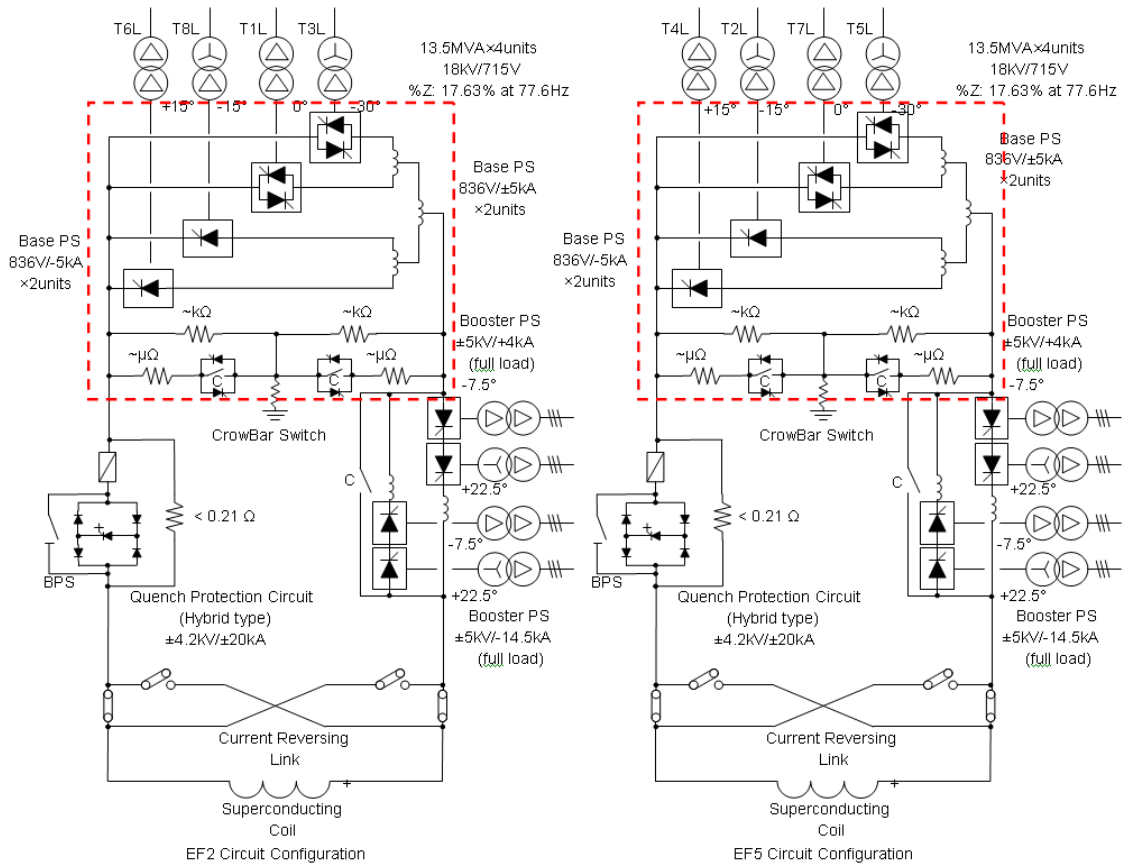 T6L
T8L
T1L
T3L
13.5MVA×4units
18kV/715V
%Z: 17.63% at 77.6Hz
+15°
-15°
0°
-30°
Base PS
836V/±5kA
×2units
Base PS
836V/-5kA
×2units
~kΩ
~kΩ
~μΩ
~μΩ
C
C
CrowBar Switch
Booster PS
±5kV/+4kA
(full load)
-7.5°
+22.5°
C
-7.5°
+22.5°
Booster PS
±5kV/-14.5kA
(full load)
< 0.21 Ω
BPS
+
Quench Protection Circuit
(Hybrid type)
±4.2kV/±20kA
Current Reversing
Link
+
Superconducting
Coil
EF2 Circuit Configuration
T4L
T2L
T7L
T5L
13.5MVA×4units
18kV/715V
%Z: 17.63% at 77.6Hz
+15°
-15°
0°
-30°
Base PS
836V/±5kA
×2units
Base PS
836V/-5kA
×2units
~kΩ
~kΩ
~μΩ
~μΩ
C
C
CrowBar Switch
Booster PS
±5kV/+4kA
(full load)
-7.5°
+22.5°
C
-7.5°
+22.5°
Booster PS
±5kV/-14.5kA
(full load)
< 0.21 Ω
BPS
+
Quench Protection Circuit
(Hybrid type)
±4.2kV/±20kA
Current Reversing
Link
+
Superconducting
Coil
EF5 Circuit Configuration